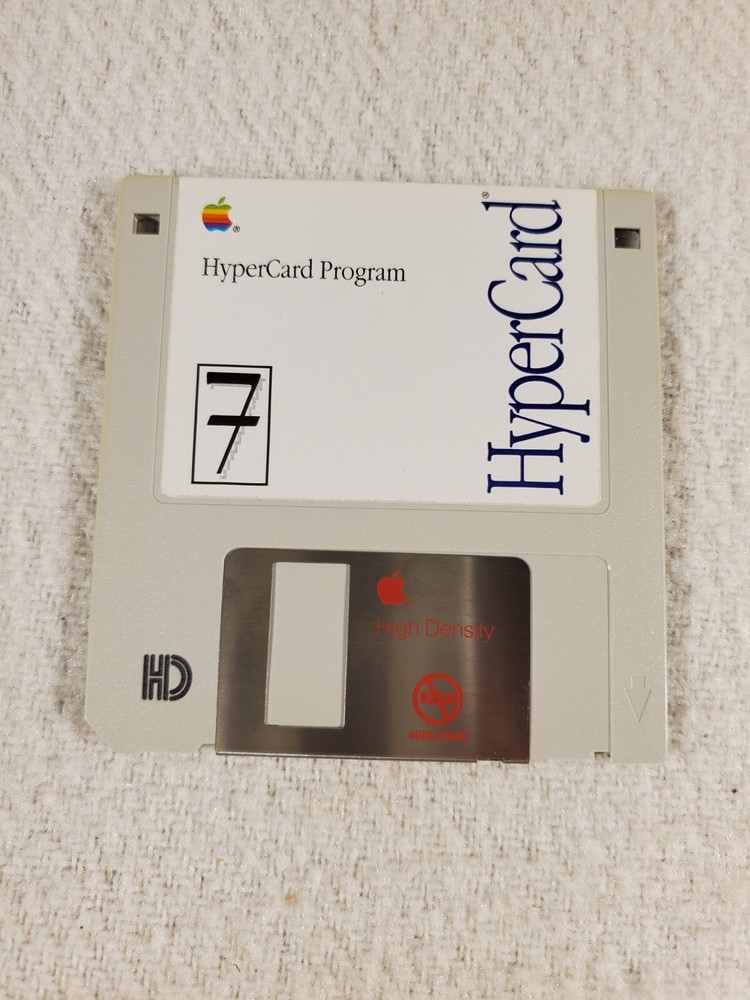 ®
HyperCard Program
HyperCard®
7
High Density
HD